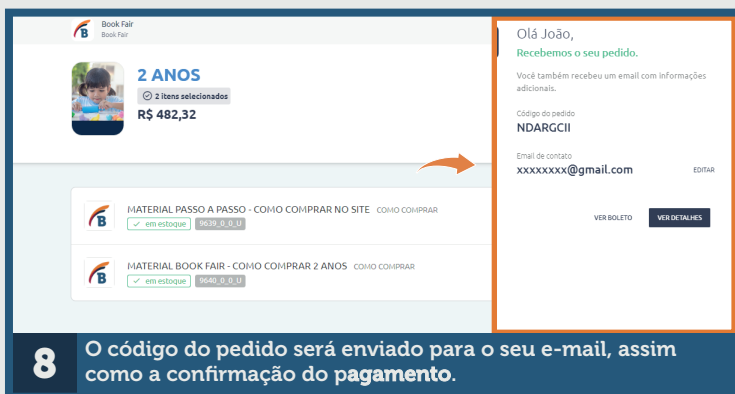 Book Fair
Book Fair
2 ANOS
2 itens selecionados
R$ 482,32
MATERIAL PASSO A PASSO - COMO COMPRAR NO SITE COMO COMPRAR
em estoque 9639_0_0_U
MATERIAL BOOK FAIR - COMO COMPRAR 2 ANOS COMO COMPRAR
em estoque 9640_0_0_U
Olá João,
Recebemos o seu pedido.
Você também recebeu um email com informações
adicionais.
Código do pedido
NDARGCII
Email de contato
xxxxxxxx@gmail.com EDITAR
VER BOLETO VER DETALHES
8
O código do pedido será enviado para o seu e-mail, assim
como a confirmação do pagamento.